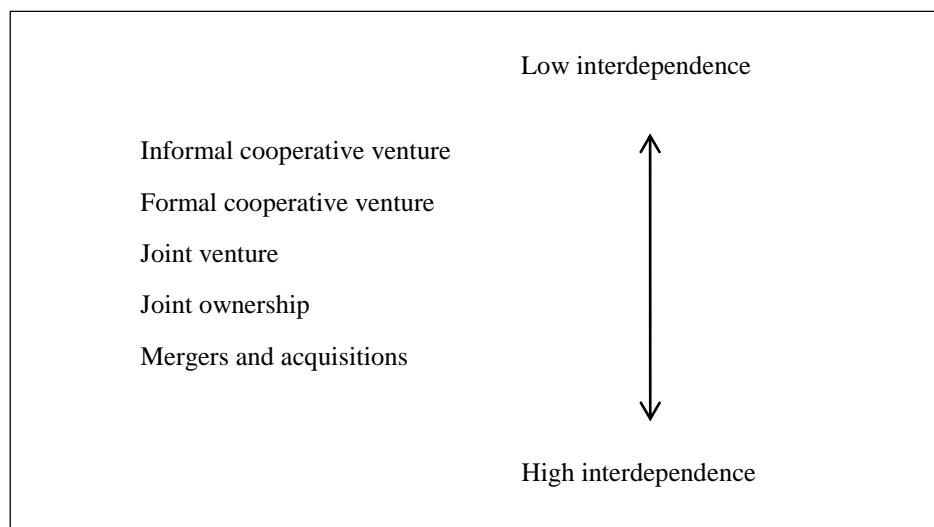 Low interdependence
Informal cooperative venture
Formal cooperative venture
Joint venture
Joint ownership
Mergers and acquisitions
High interdependence